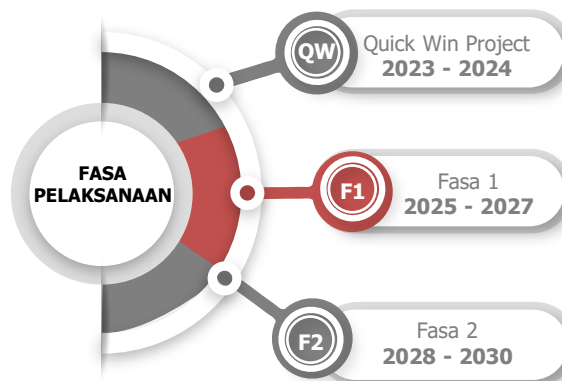 FASA
PELAKSANAAN
QW
Quick Win Project
2023 - 2024
F1
Fasa 1
2025 - 2027
F2
Fasa 2
2028 - 2030